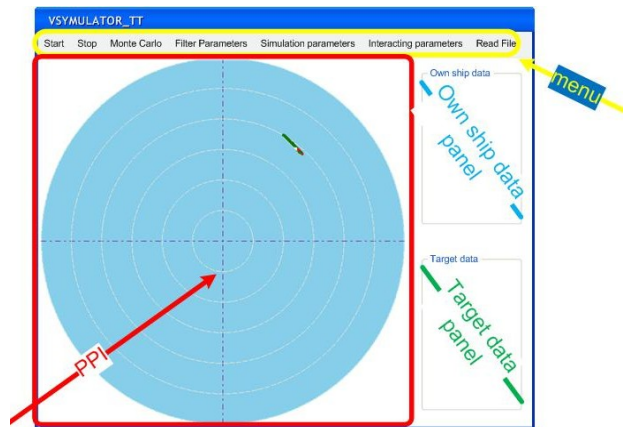 VSYMULATOR_TT
Start Stop Monte Carlo Filter Parameters Simulation parameters Interacting parameters Read File
menu
Own ship data
Own ship data
panel
PPI
Target data
Target data
panel